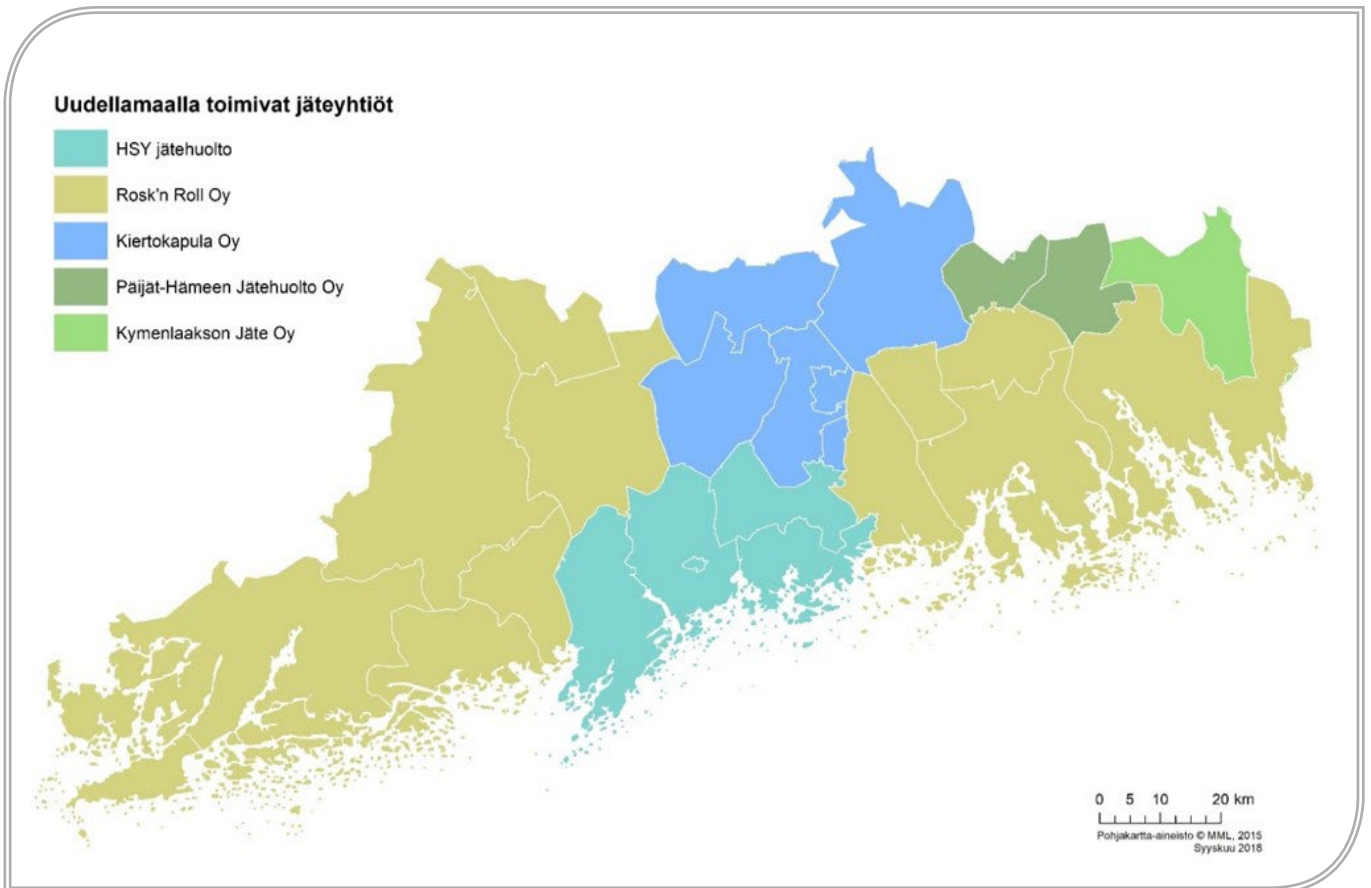 Uudellamaalla toimivat jäteyhtiöt
HSY jätehuolto
Rosk'n Roll Oy
Kiertokapula Oy
Päijät-Hämeen Jätehuolto Oy
Kymenlaakson Jäte Oy
0 5 10 20 km
Pohjakartta-aineisto © MML, 2015
Syyskuu 2018